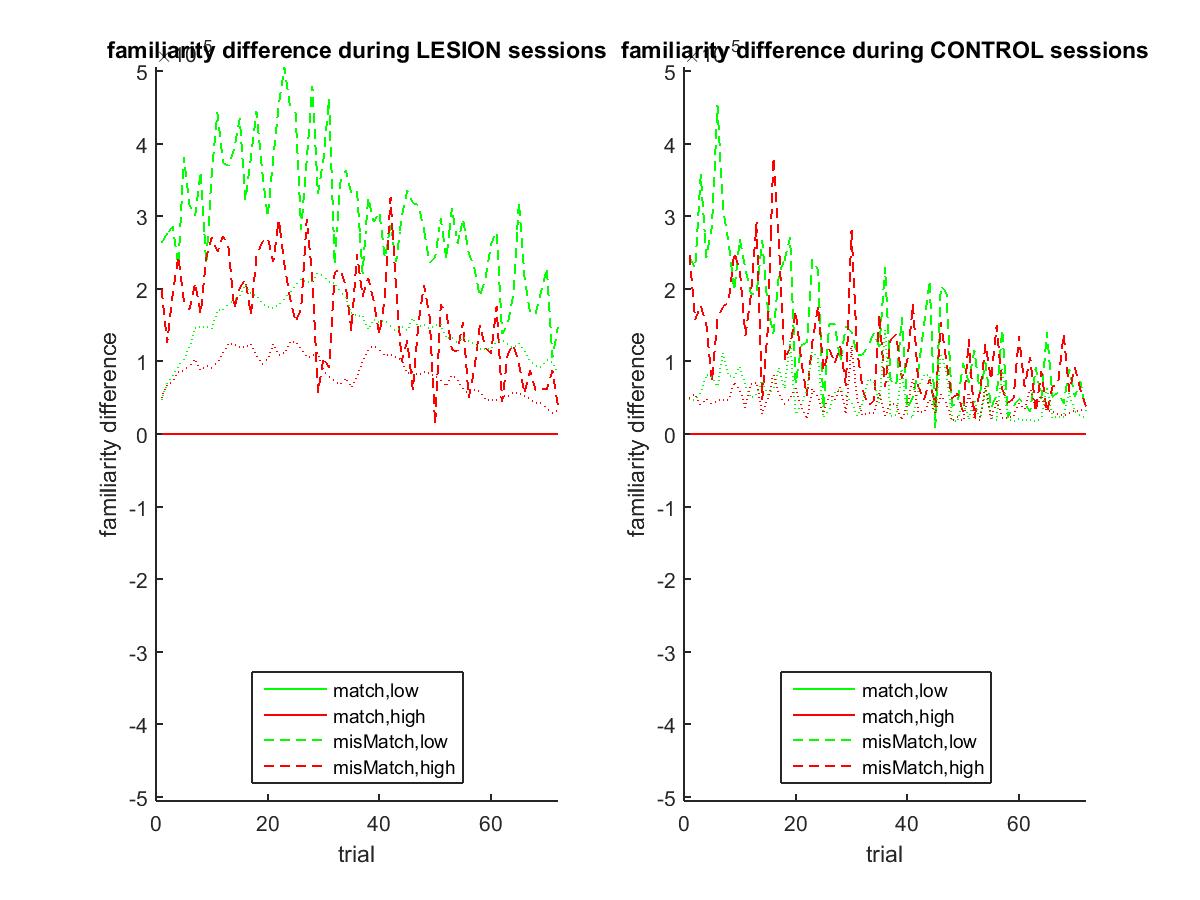 familiarity difference during LESION sessions
familiarity difference during CONTROL sessions
5
4
3
2
1
0
-1
-2
-3
-4
-5
familiarity difference
match,low
match,high
misMatch,low
misMatch,high
0
20
40
60
trial
5
4
3
2
1
0
-1
-2
-3
-4
-5
familiarity difference
match,low
match,high
misMatch,low
misMatch,high
0
20
40
60
trial